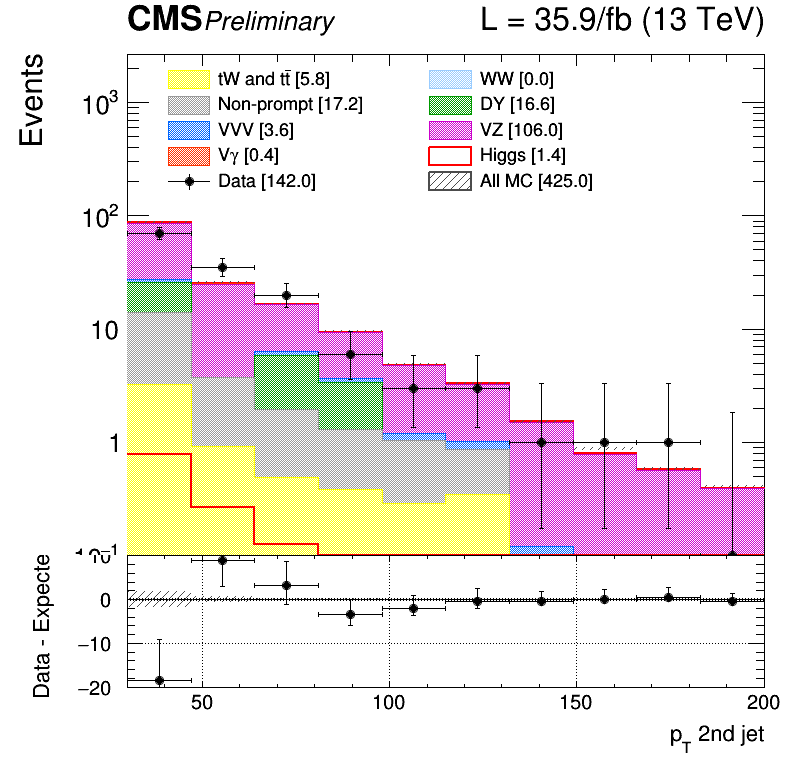 CMS Preliminary L = 35.9/fb (13 TeV)
Events
tW and tt̄ [5.8] WW [0.0]
Non-prompt [17.2] DY [16.6]
VVV [3.6] VZ [106.0]
Vγ [0.4] Higgs [1.4]
Data [142.0] All MC [425.0]
10³
10²
10
1
Data - Expecte
0
−10
−20
50 100 150 200
p_T 2nd jet